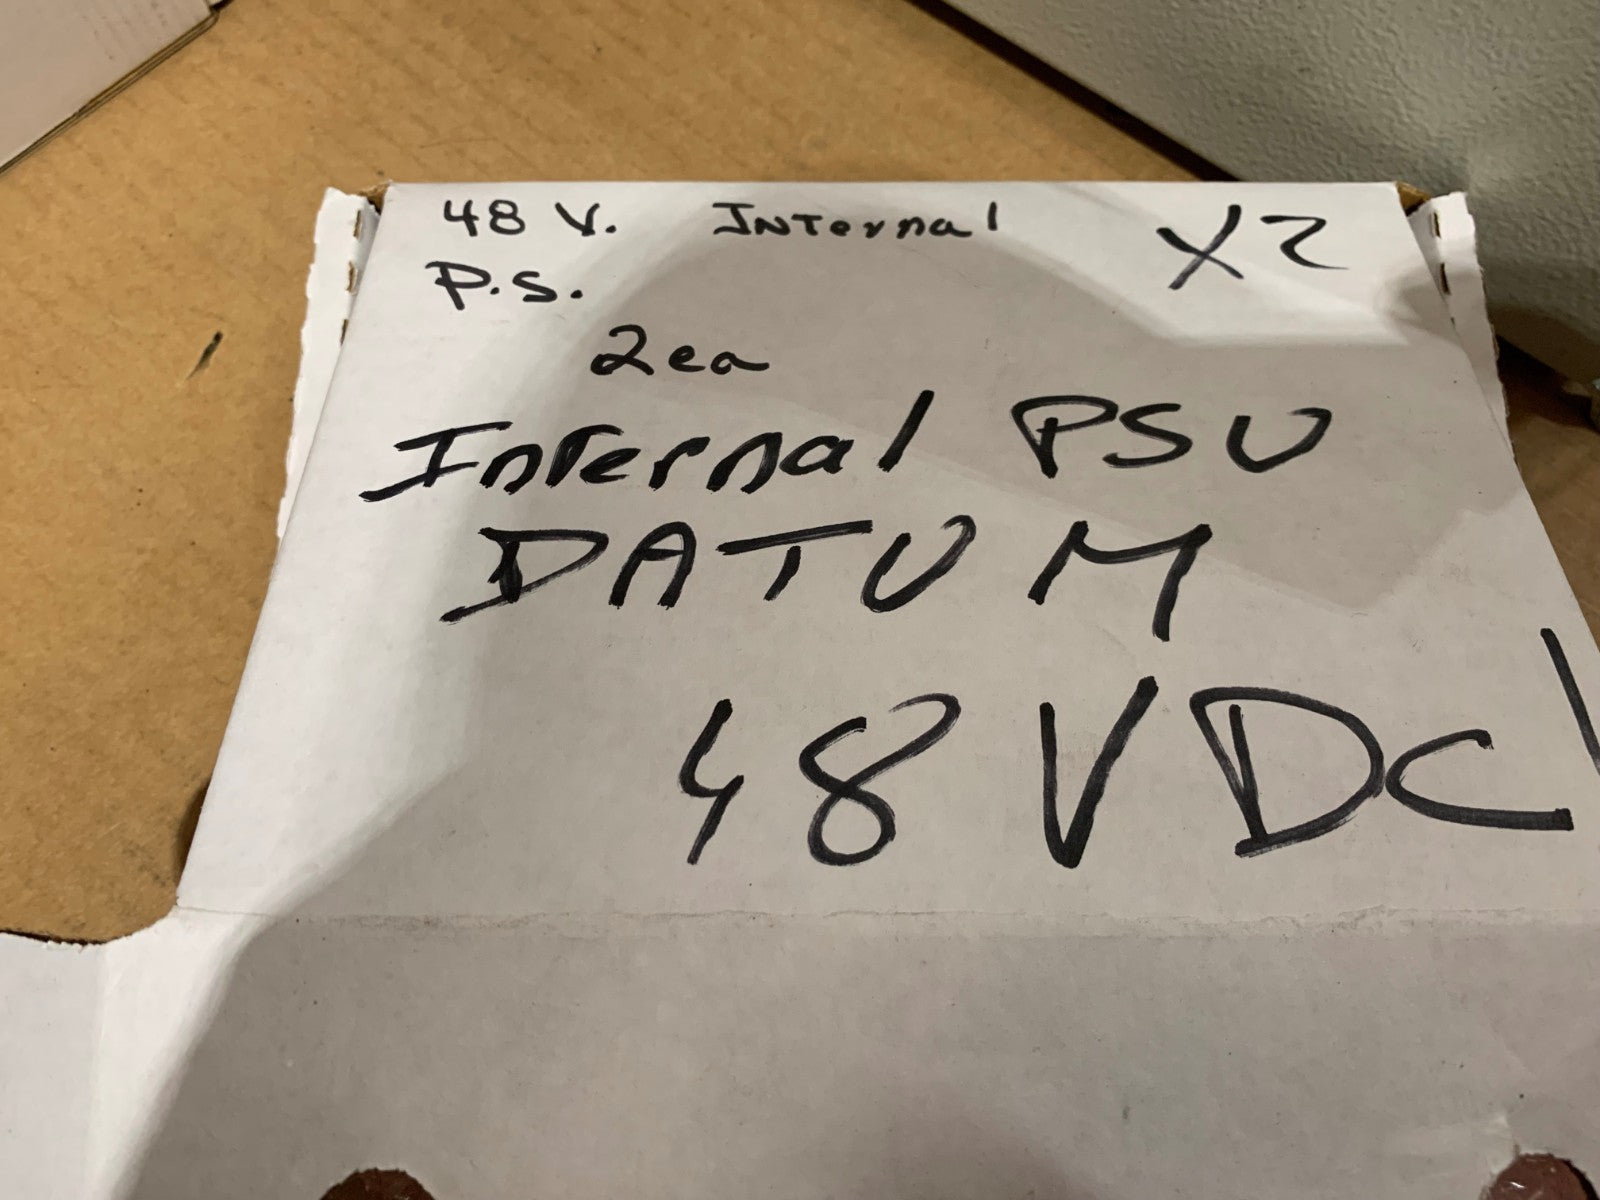 48 V. INTernal X2
P.S.
2ea
InTernal PSU
DATUM
48 VDC